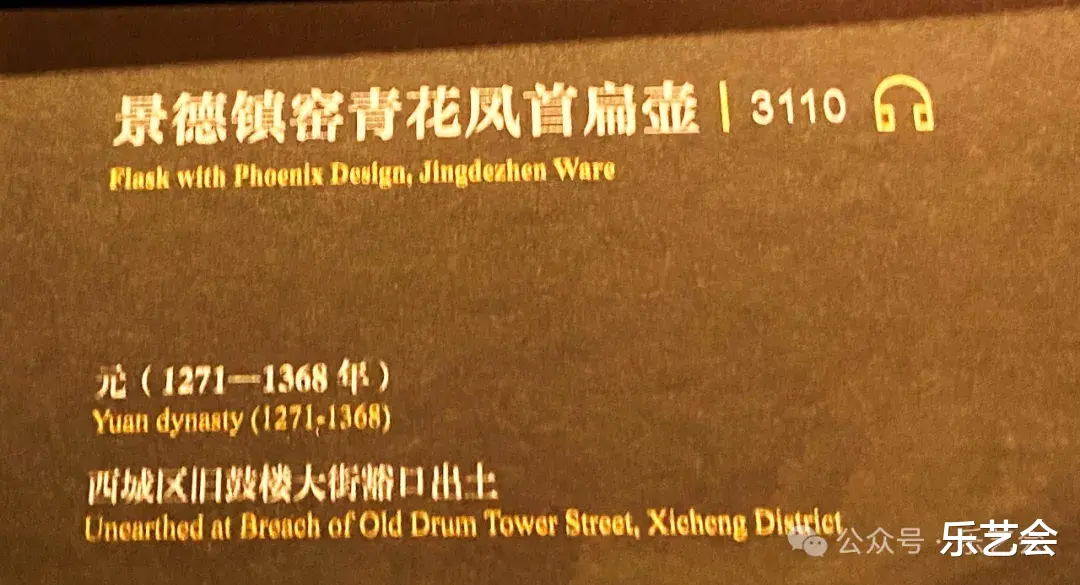 景德镇窑青花凤首扁壶 | 3110
Flask with Phoenix Design, Jingdezhen Ware
元（1271—1368 年）
Yuan dynasty (1271-1368)
西城区旧鼓楼大街豁口出土
Unearthed at Breach of Old Drum Tower Street, Xicheng District
公众号 · 乐艺会